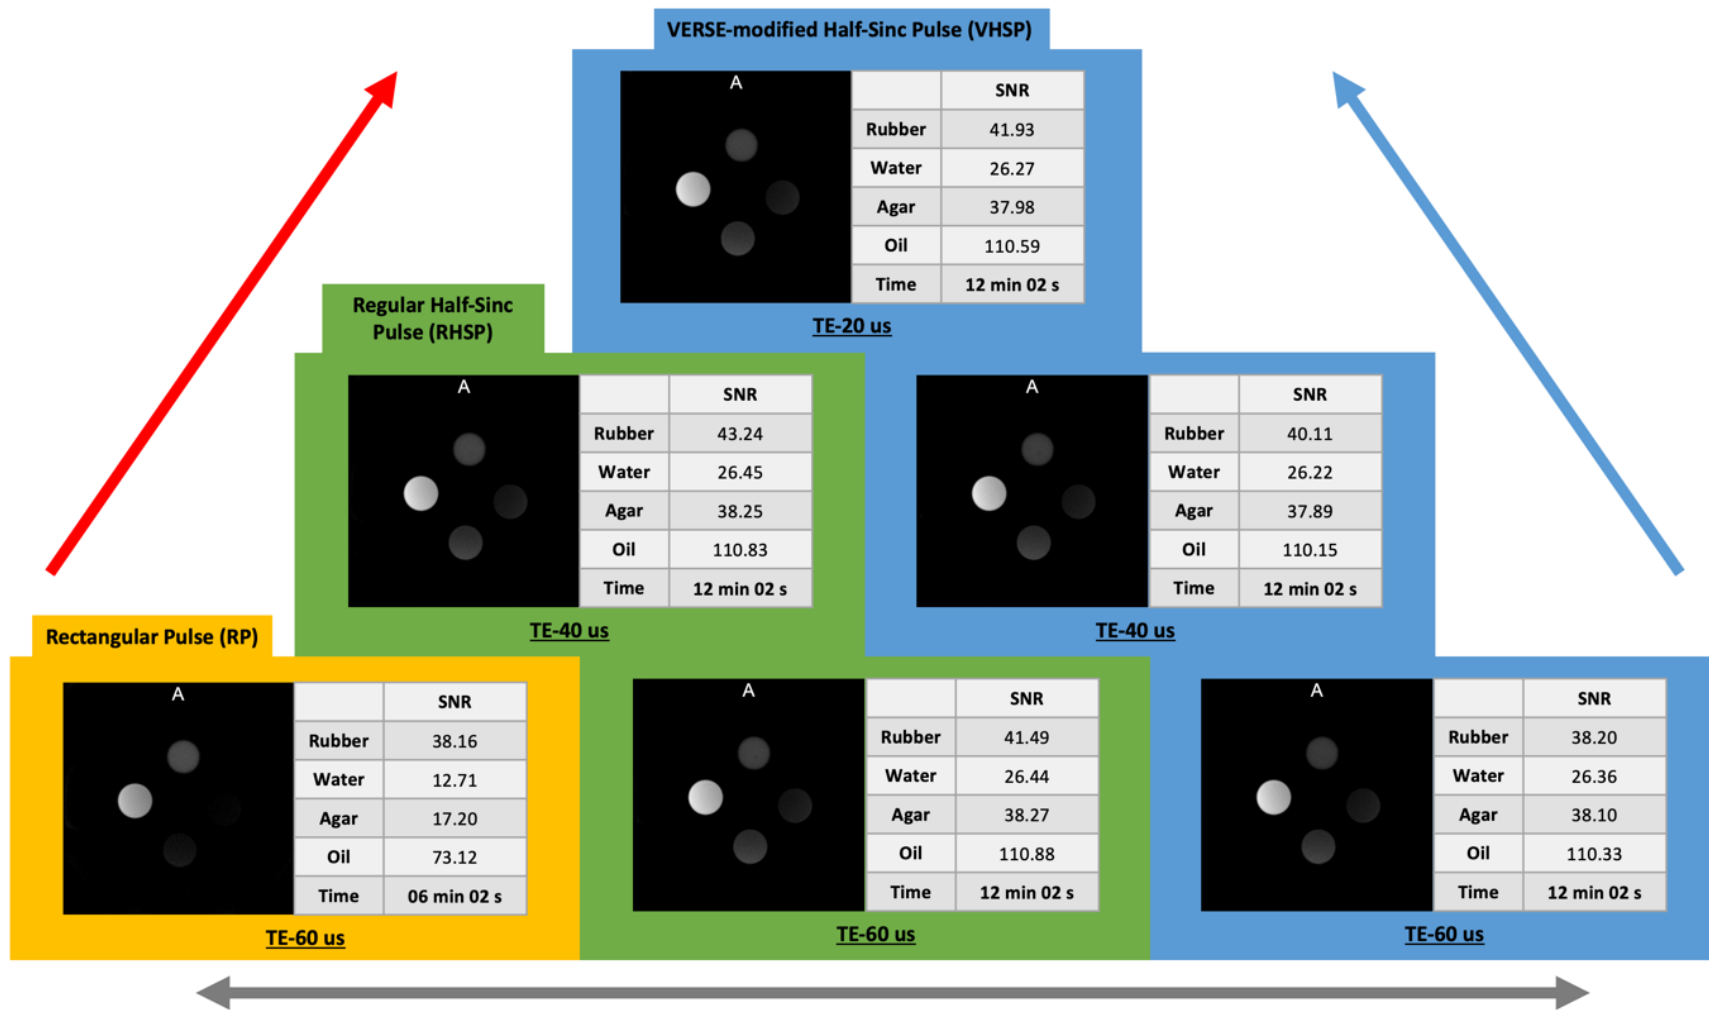 VERSE-modified Half-Sinc Pulse (VHSP)
A
SNR
Rubber 41.93
Water 26.27
Agar 37.98
Oil 110.59
Time 12 min 02 s
TE-20 us
Regular Half-Sinc
Pulse (RHSP)
A
SNR
Rubber 43.24
Water 26.45
Agar 38.25
Oil 110.83
Time 12 min 02 s
TE-40 us
A
SNR
Rubber 40.11
Water 26.22
Agar 37.89
Oil 110.15
Time 12 min 02 s
TE-40 us
Rectangular Pulse (RP)
A
SNR
Rubber 38.16
Water 12.71
Agar 17.20
Oil 73.12
Time 06 min 02 s
TE-60 us
A
SNR
Rubber 41.49
Water 26.44
Agar 38.27
Oil 110.88
Time 12 min 02 s
TE-60 us
A
SNR
Rubber 38.20
Water 26.36
Agar 38.10
Oil 110.33
Time 12 min 02 s
TE-60 us